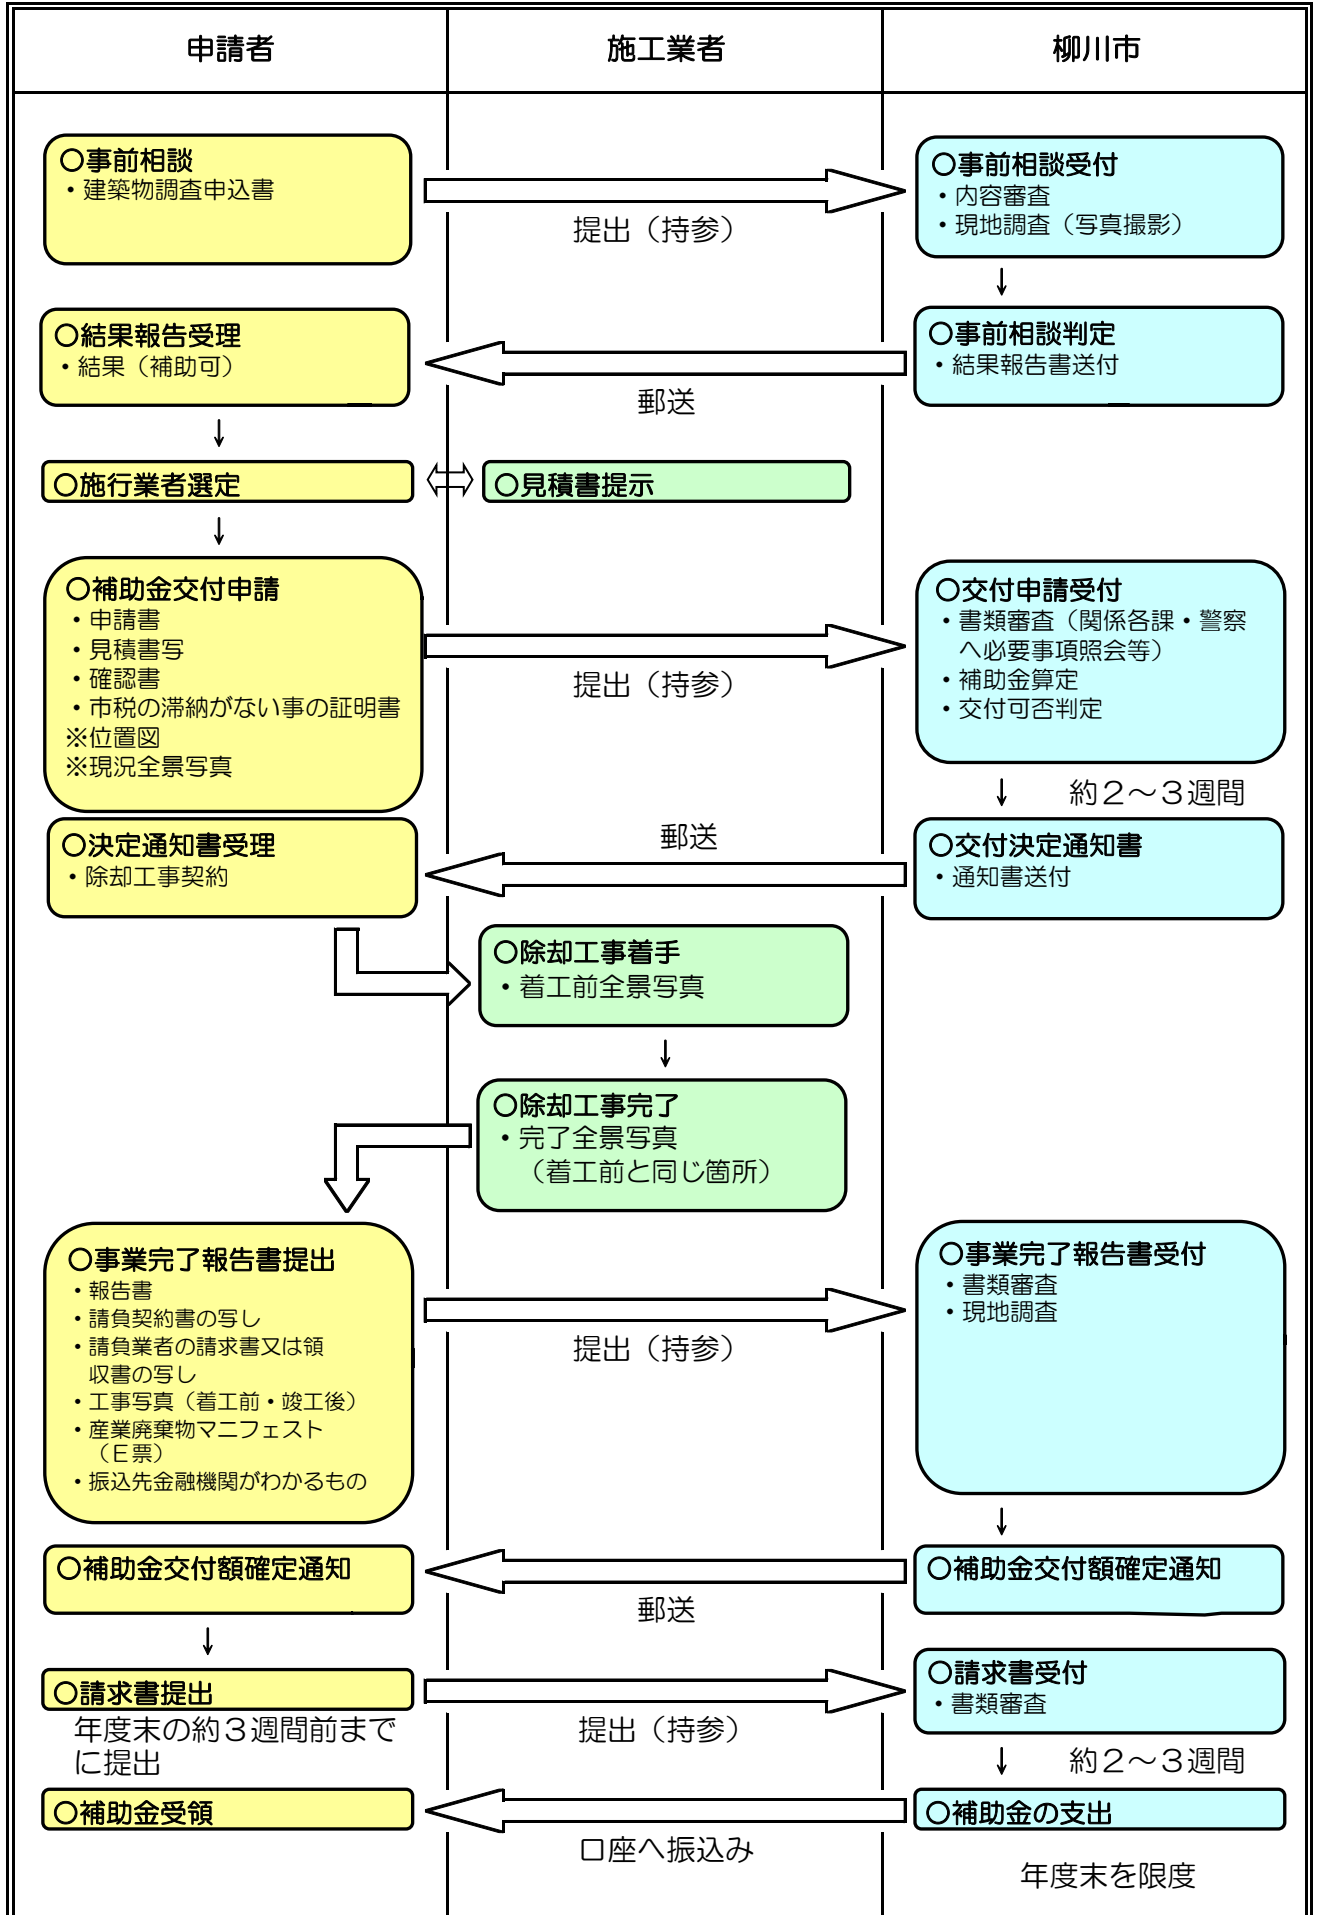 申請者
施工業者
柳川市
○事前相談
・建築物調査申込書
提出（持参）
○事前相談受付
・内容審査
・現地調査（写真撮影）
↓
○事前相談判定
・結果報告書送付
郵送
○結果報告受理
・結果（補助可）
↓
○施行業者選定
○見積書提示
↓
○補助金交付申請
・申請書
・見積書写
・確認書
・市税の滞納がない事の証明書
※位置図
※現況全景写真
提出（持参）
○交付申請受付
・書類審査（関係各課・警察
へ必要事項照会等）
・補助金算定
・交付可否判定
↓ 約２～３週間
○交付決定通知書
・通知書送付
郵送
○決定通知書受理
・除却工事契約
○除却工事着手
・着工前全景写真
↓
○除却工事完了
・完了全景写真
（着工前と同じ箇所）
○事業完了報告書提出
・報告書
・請負契約書の写し
・請負業者の請求書又は領
収書の写し
・工事写真（着工前・竣工後）
・産業廃棄物マニフェスト
（Ｅ票）
・振込先金融機関がわかるもの
提出（持参）
○事業完了報告書受付
・書類審査
・現地調査
↓
○補助金交付額確定通知
郵送
○補助金交付額確定通知
↓
○請求書提出
年度末の約３週間前まで
に提出
提出（持参）
○請求書受付
・書類審査
↓ 約２～３週間
○補助金の支出
年度末を限度
口座へ振込み
○補助金受領